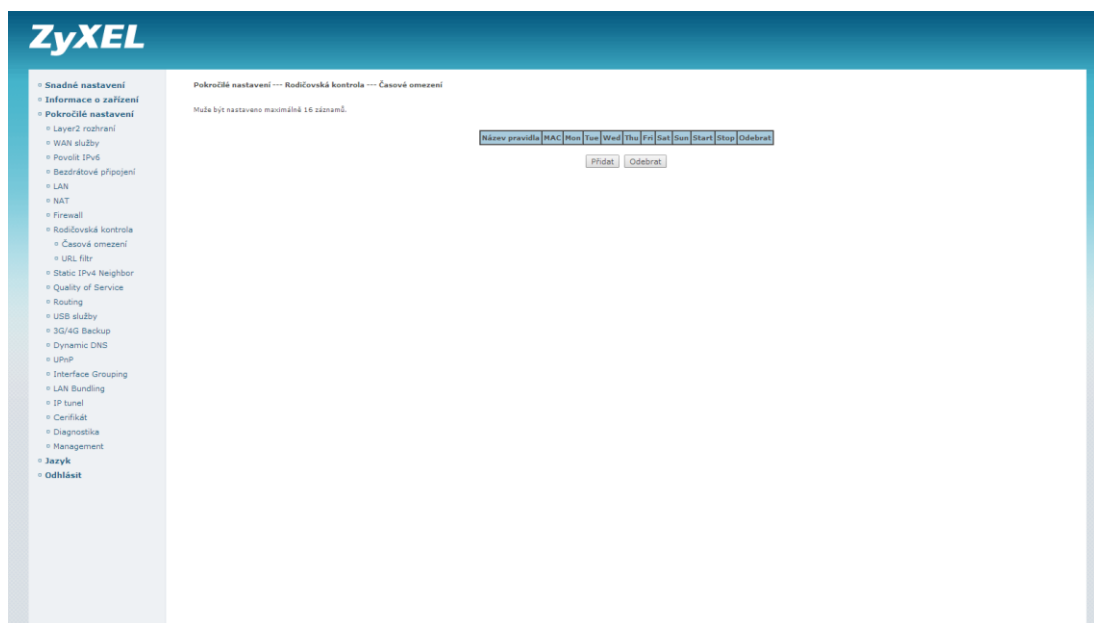 ZyXEL
Snadné nastavení
Informace o zařízení
Pokročilé nastavení
Layer2 rozhraní
WAN služby
Povolit IPv6
Bezdrátové připojení
LAN
NAT
Firewall
Rodičovská kontrola
Časová omezení
URL filtr
Static IPv4 Neighbor
Quality of Service
Routing
USB služby
3G/4G Backup
Dynamic DNS
UPnP
Interface Grouping
LAN Bundling
IP tunel
Cerifikát
Diagnostika
Management
Jazyk
Odhlásit
Pokročilé nastavení --- Rodičovská kontrola --- Časové omezení
Muže být nastaveno maximálně 16 záznamů.
Název pravidla MAC Mon Tue Wed Thu Fri Sat Sun Start Stop Odebrat
Přidat Odebrat